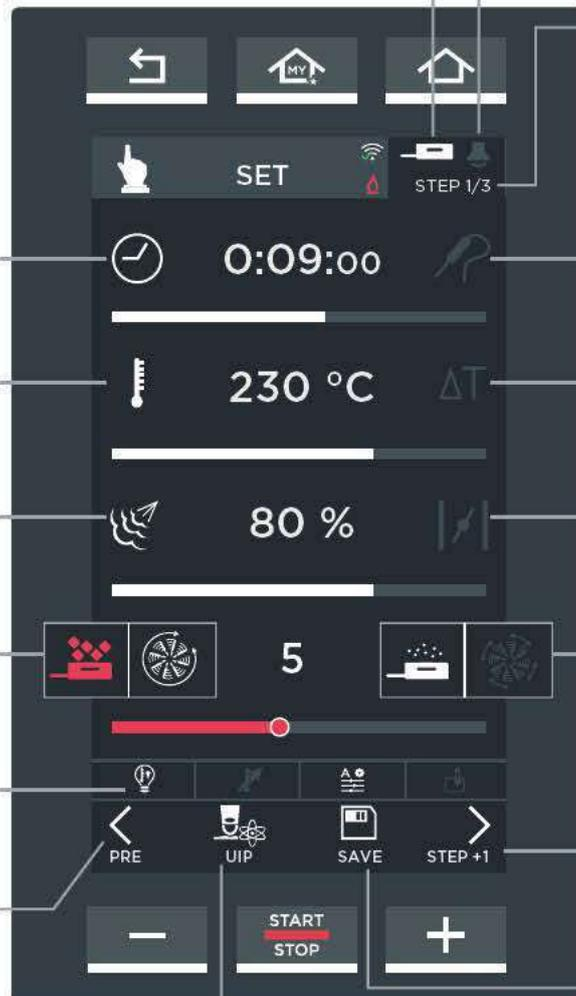 MY
SET
STEP 1/3
0:09:00
230 °C
ΔT
80 %
5
A
PRE
UIP
SAVE
STEP +1
−
START
STOP
+